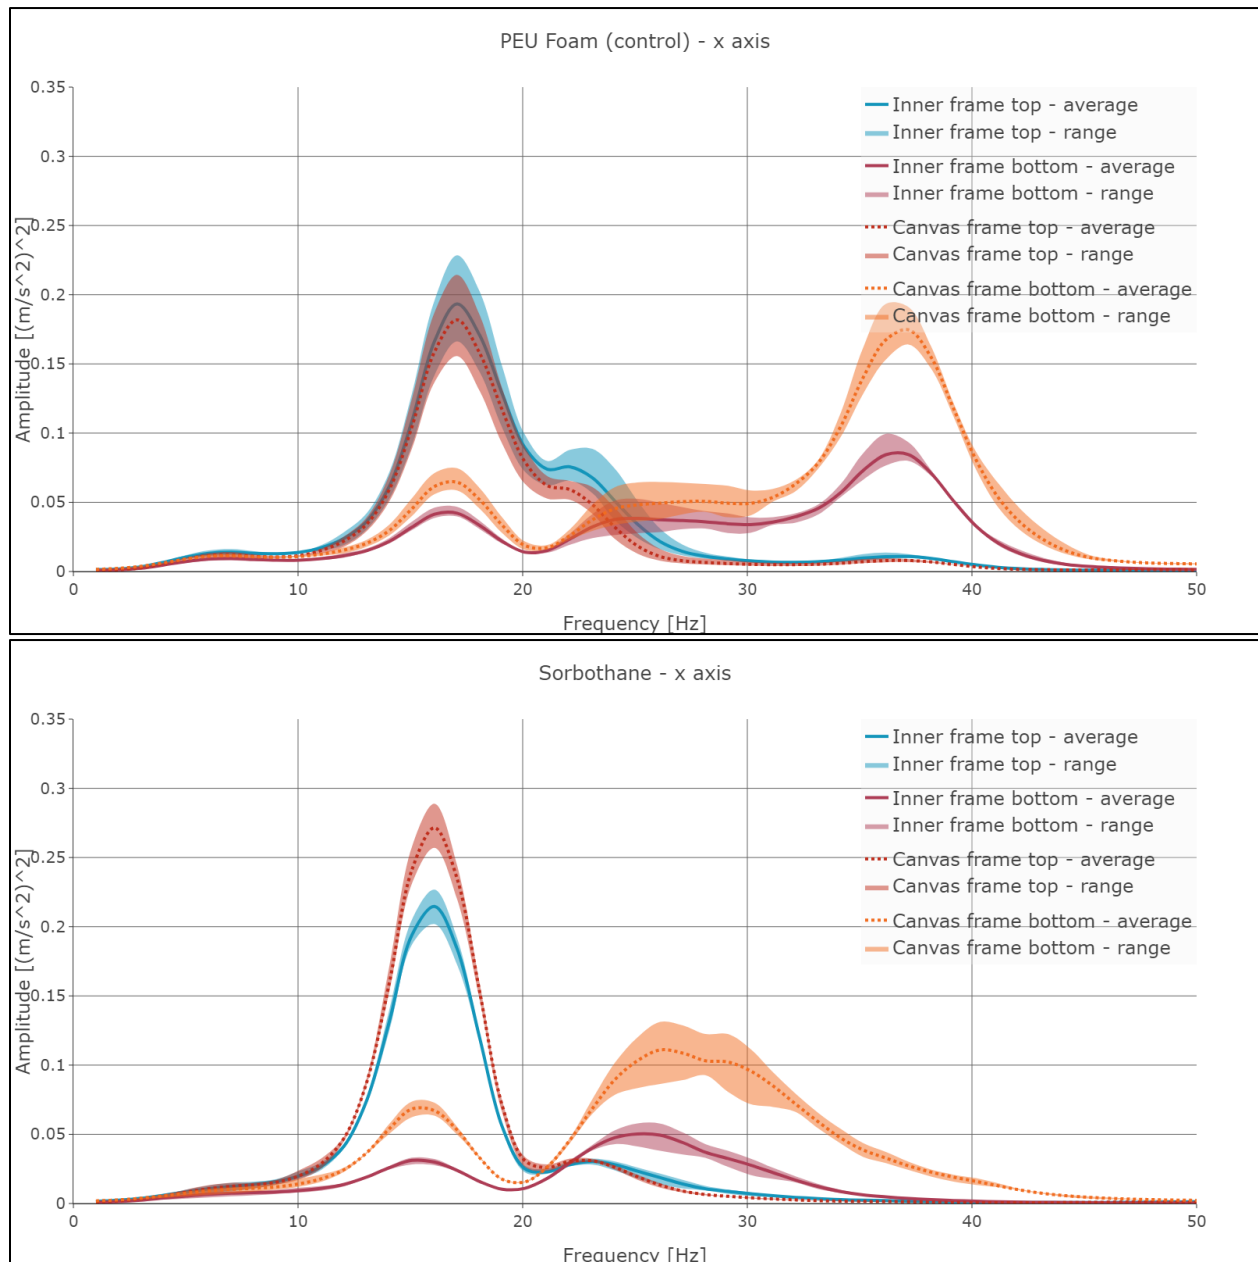 PEU Foam (control) - x axis
0.35
0.3
0.25
0.2
0.15
0.1
0.05
0
Amplitude [(m/s^2)^2]
Inner frame top - average
Inner frame top - range
Inner frame bottom - average
Inner frame bottom - range
Canvas frame top - average
Canvas frame top - range
Canvas frame bottom - average
Canvas frame bottom - range
0 10 20 30 40 50
Frequency [Hz]
Sorbothane - x axis
0.35
0.3
0.25
0.2
0.15
0.1
0.05
0
Amplitude [(m/s^2)^2]
Inner frame top - average
Inner frame top - range
Inner frame bottom - average
Inner frame bottom - range
Canvas frame top - average
Canvas frame top - range
Canvas frame bottom - average
Canvas frame bottom - range
0 10 20 30 40 50
Frequency [Hz]